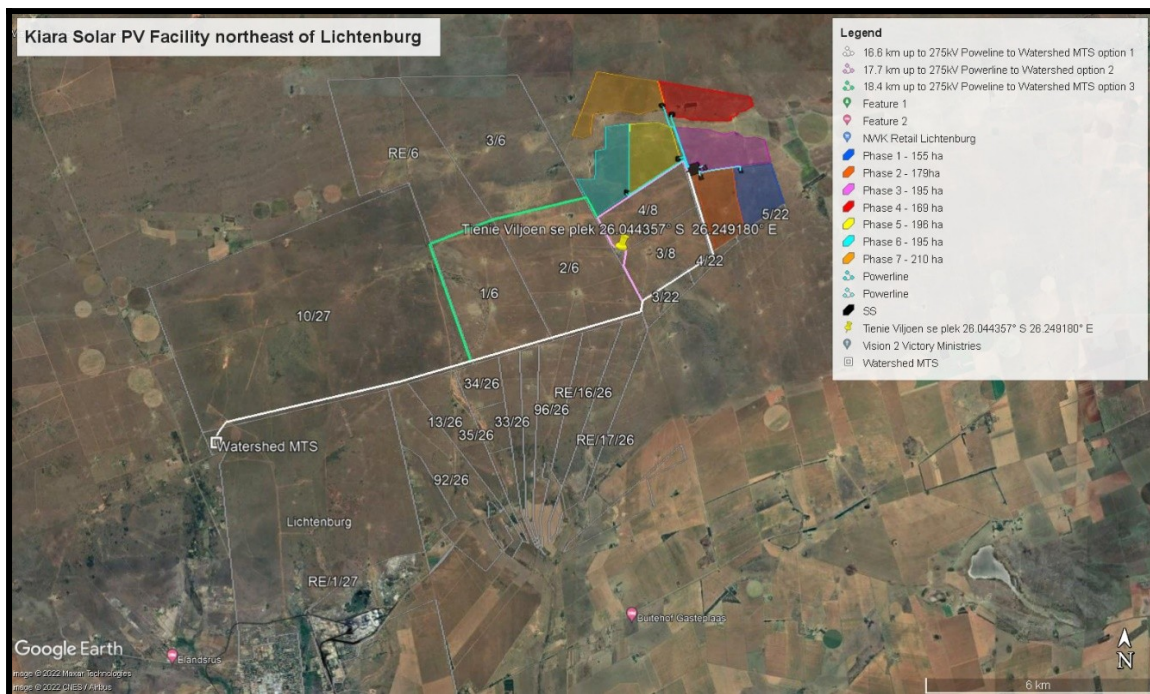 Kiara Solar PV Facility northeast of Lichtenburg
Legend
16.6 km up to 275kV Poweline to Watershed MTS option 1
17.7 km up to 275kV Powerline to Watershed option 2
18.4 km up to 275kV Poweline to Watershed MTS option 3
Feature 1
Feature 2
NWK Retail Lichtenburg
Phase 1 - 155 ha
Phase 2 - 179ha
Phase 3 - 195 ha
Phase 4 - 169 ha
Phase 5 - 196 ha
Phase 6 - 195 ha
Phase 7 - 210 ha
Powerline
Powerline
SS
Tienie Viljoen se plek 26.044357° S 26.249180° E
Vision 2 Victory Ministries
Watershed MTS
3/6
RE/6
4/8
5/22
Tienie Viljoen se plek 26.044357° S 26.249180° E
3/8
4/22
2/6
1/6
3/22
10/27
34/26
RE/16/26
96/26
13/26
33/26
35/26
RE/17/26
Watershed MTS
92/26
Lichtenburg
RE/1/27
Buitehof Gasteplaas
Blandsrus
Google Earth
Image © 2022 Maxar Technologies
Image © 2022 CNES / Airbus
N
6 km